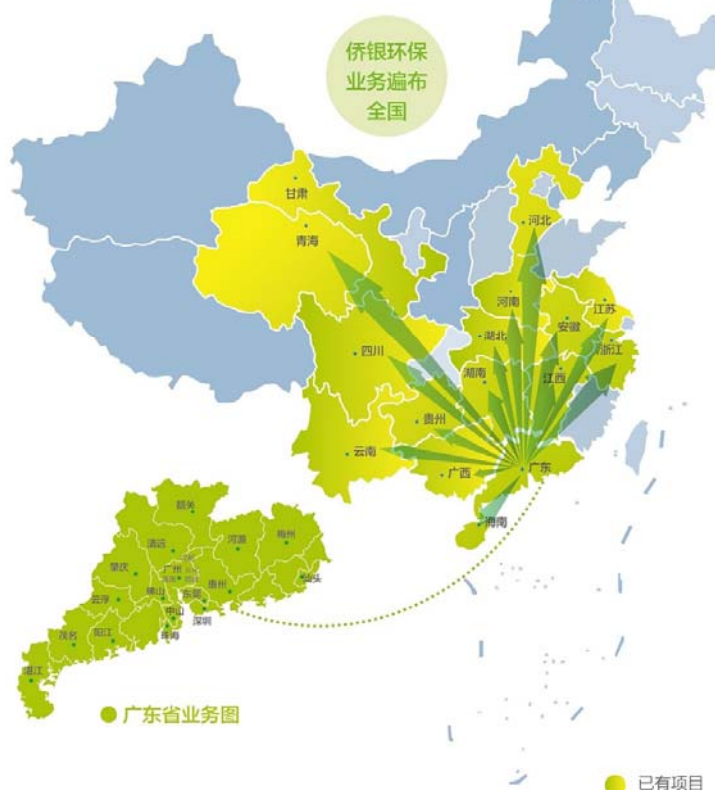 侨银环保
业务遍布
全国
甘肃
青海
河北
河南
江苏
安徽
湖北
浙江
四川
湖南
江西
贵州
云南
广西
广东
海南
韶关
清远
河源
梅州
肇庆
广州
惠州
汕头
云浮
佛山
东莞
中山
深圳
珠海
茂名
阳江
湛江
广东省业务图
已有项目